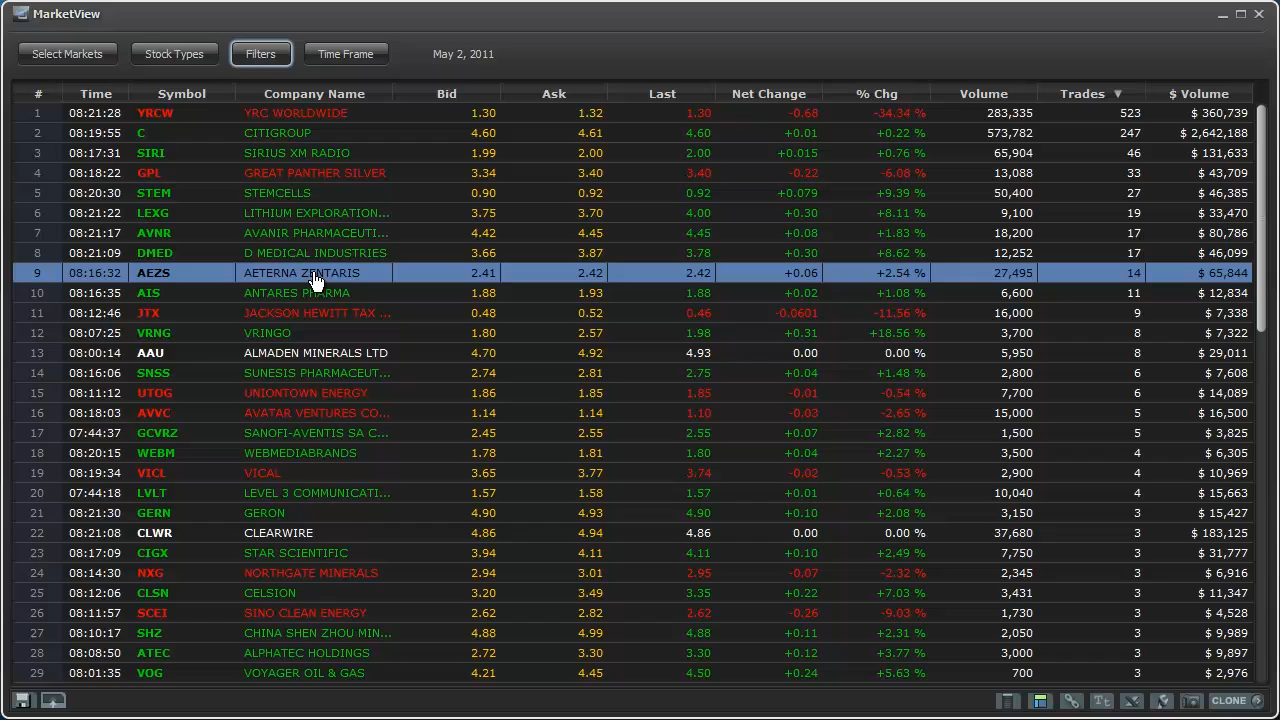 MarketView
Select Markets Stock Types Filters Time Frame May 2, 2011
# Time Symbol Company Name Bid Ask Last Net Change % Chg Volume Trades ▼ $ Volume
1 08:21:28 YRCW YRC WORLDWIDE 1.30 1.32 1.30 -0.68 -34.34 % 283,335 523 $ 360,739
2 08:19:55 C CITIGROUP 4.60 4.61 4.60 +0.01 +0.22 % 573,782 247 $ 2,642,188
3 08:17:31 SIRI SIRIUS XM RADIO 1.99 2.00 2.00 +0.015 +0.76 % 65,904 46 $ 131,633
4 08:18:22 GPL GREAT PANTHER SILVER 3.34 3.40 3.40 -0.22 -6.08 % 13,088 33 $ 43,709
5 08:20:30 STEM STEMCELLS 0.90 0.92 0.92 +0.079 +9.39 % 50,400 27 $ 46,385
6 08:21:22 LEXG LITHIUM EXPLORATION... 3.75 3.70 4.00 +0.30 +8.11 % 9,100 19 $ 33,470
7 08:21:17 AVNR AVANIR PHARMACEUTI... 4.42 4.45 4.45 +0.08 +1.83 % 18,200 17 $ 80,786
8 08:21:09 DMED D MEDICAL INDUSTRIES 3.66 3.87 3.78 +0.30 +8.62 % 12,252 17 $ 46,099
9 08:16:32 AEZS AETERNA ZENTARIS 2.41 2.42 2.42 +0.06 +2.54 % 27,495 14 $ 65,844
10 08:16:35 AIS ANTARES PHARMA 1.88 1.93 1.88 +0.02 +1.08 % 6,600 11 $ 12,834
11 08:12:46 JTX JACKSON HEWITT TAX ... 0.48 0.52 0.46 -0.0601 -11.56 % 16,000 9 $ 7,338
12 08:07:25 VRNG VRINGO 1.80 2.57 1.98 +0.31 +18.56 % 3,700 8 $ 7,322
13 08:00:14 AAU ALMADEN MINERALS LTD 4.70 4.92 4.93 0.00 0.00 % 5,950 8 $ 29,011
14 08:16:06 SNSS SUNESIS PHARMACEUT... 2.74 2.81 2.75 +0.04 +1.48 % 2,800 6 $ 7,608
15 08:11:12 UTOG UNIONTOWN ENERGY 1.86 1.85 1.85 -0.01 -0.54 % 7,700 6 $ 14,089
16 08:18:03 AVVC AVATAR VENTURES CO... 1.14 1.14 1.10 -0.03 -2.65 % 15,000 5 $ 16,500
17 07:44:37 GCVRZ SANOFI-AVENTIS SA C... 2.45 2.55 2.55 +0.07 +2.82 % 1,500 5 $ 3,825
18 08:20:15 WEBM WEBMEDIABRANDS 1.78 1.81 1.80 +0.04 +2.27 % 3,500 4 $ 6,305
19 08:19:34 VICL VICAL 3.65 3.77 3.74 -0.02 -0.53 % 2,900 4 $ 10,969
20 07:44:18 LVLT LEVEL 3 COMMUNICATI... 1.57 1.58 1.57 +0.01 +0.64 % 10,040 4 $ 15,663
21 08:21:30 GERN GERON 4.90 4.93 4.90 +0.10 +2.08 % 3,150 3 $ 15,427
22 08:21:08 CLWR CLEARWIRE 4.86 4.94 4.86 0.00 0.00 % 37,680 3 $ 183,125
23 08:17:09 CIGX STAR SCIENTIFIC 3.94 4.11 4.11 +0.10 +2.49 % 7,750 3 $ 31,777
24 08:14:30 NXG NORTHGATE MINERALS 2.94 3.01 2.95 -0.07 -2.32 % 2,345 3 $ 6,916
25 08:12:06 CLSN CELSION 3.20 3.49 3.35 +0.22 +7.03 % 3,431 3 $ 11,347
26 08:11:57 SCEI SINO CLEAN ENERGY 2.62 2.82 2.62 -0.26 -9.03 % 1,730 3 $ 4,528
27 08:10:17 SHZ CHINA SHEN ZHOU MIN... 4.88 4.99 4.88 +0.11 +2.31 % 2,050 3 $ 9,989
28 08:08:50 ATEC ALPHATEC HOLDINGS 2.72 3.30 3.30 +0.12 +3.77 % 3,000 3 $ 9,897
29 08:01:35 VOG VOYAGER OIL & GAS 4.21 4.45 4.50 +0.24 +5.63 % 700 3 $ 2,976
Tt CLONE